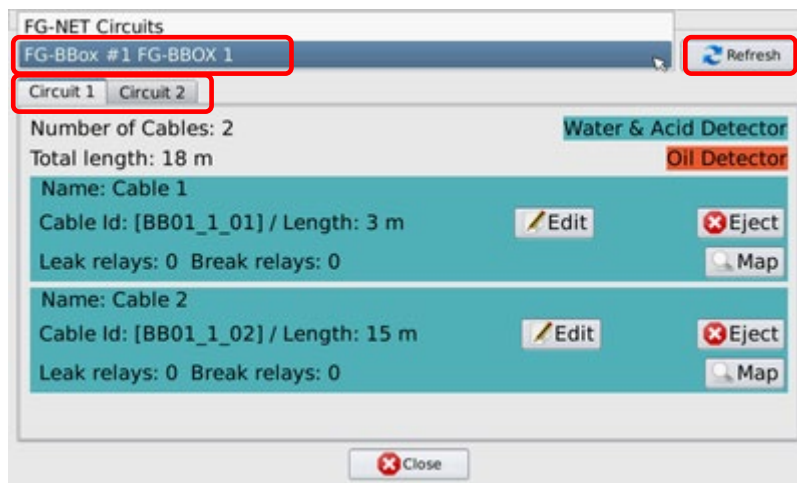 FG-NET Circuits
FG-BBox #1 FG-BBOX 1
Refresh
Circuit 1 Circuit 2
Number of Cables: 2 Water & Acid Detector
Total length: 18 m Oil Detector
Name: Cable 1
Cable Id: [BB01_1_01] / Length: 3 m Edit Eject
Leak relays: 0 Break relays: 0 Map
Name: Cable 2
Cable Id: [BB01_1_02] / Length: 15 m Edit Eject
Leak relays: 0 Break relays: 0 Map
Close